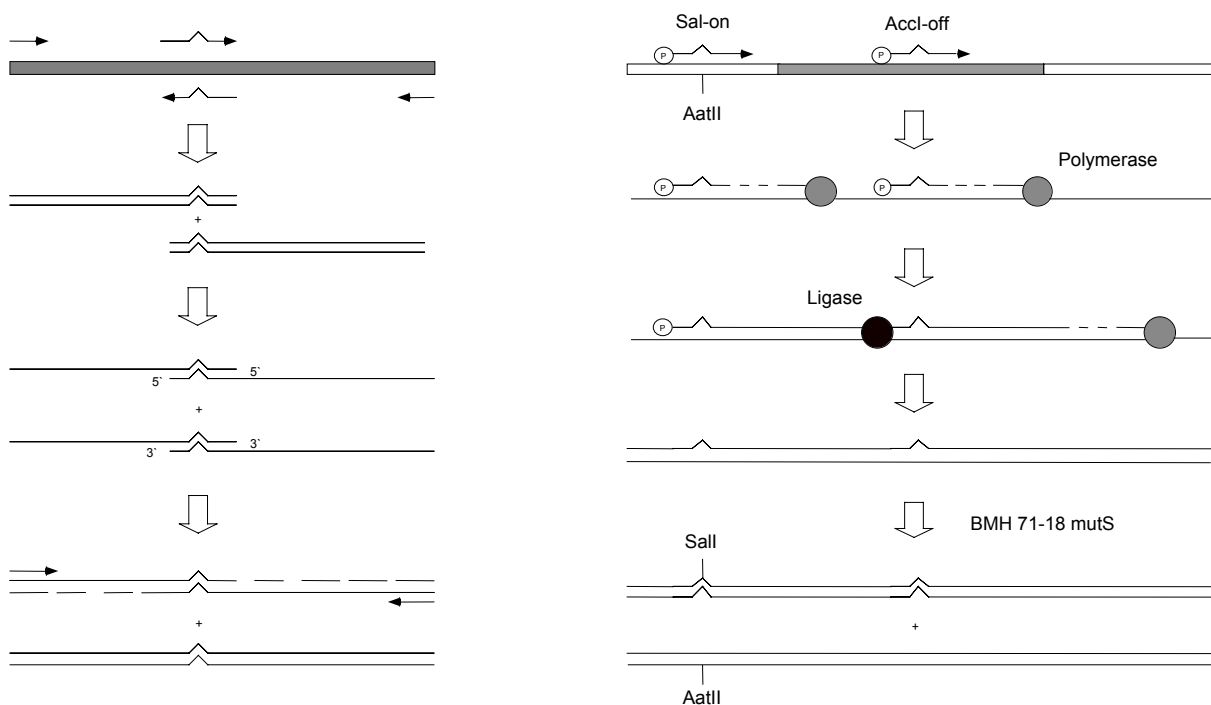 +
5`
5`
+
3`
3`
+
Sal-on
AccI-off
P
P
AatII
Polymerase
P
P
Ligase
P
BMH 71-18 mutS
SalI
+
AatII